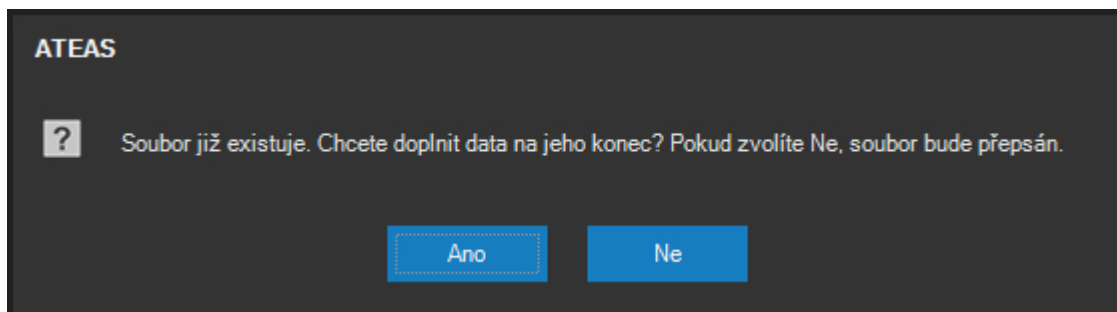 ATEAS
?
Soubor již existuje. Chcete doplnit data na jeho konec? Pokud zvolíte Ne, soubor bude přepsán.
Ano
Ne